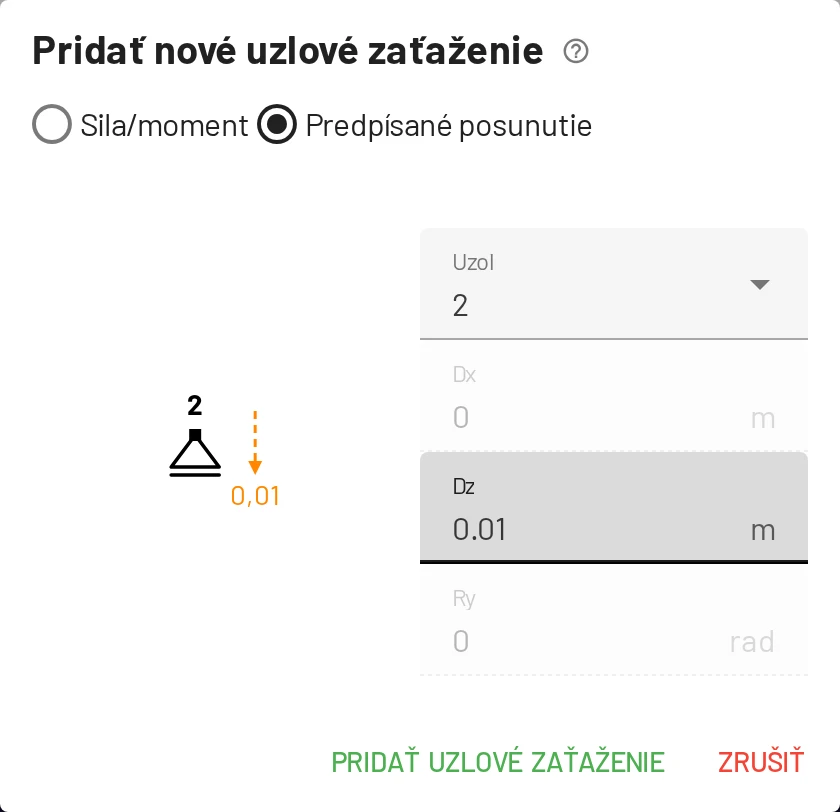 Pridať nové uzlové zaťaženie ?
Sila/moment Predpísané posunutie
Uzol
2
Dx
0 m
2
0,01
Dz
0.01 m
Ry
0 rad
PRIDAŤ UZLOVÉ ZAŤAŽENIE ZRUŠIŤ